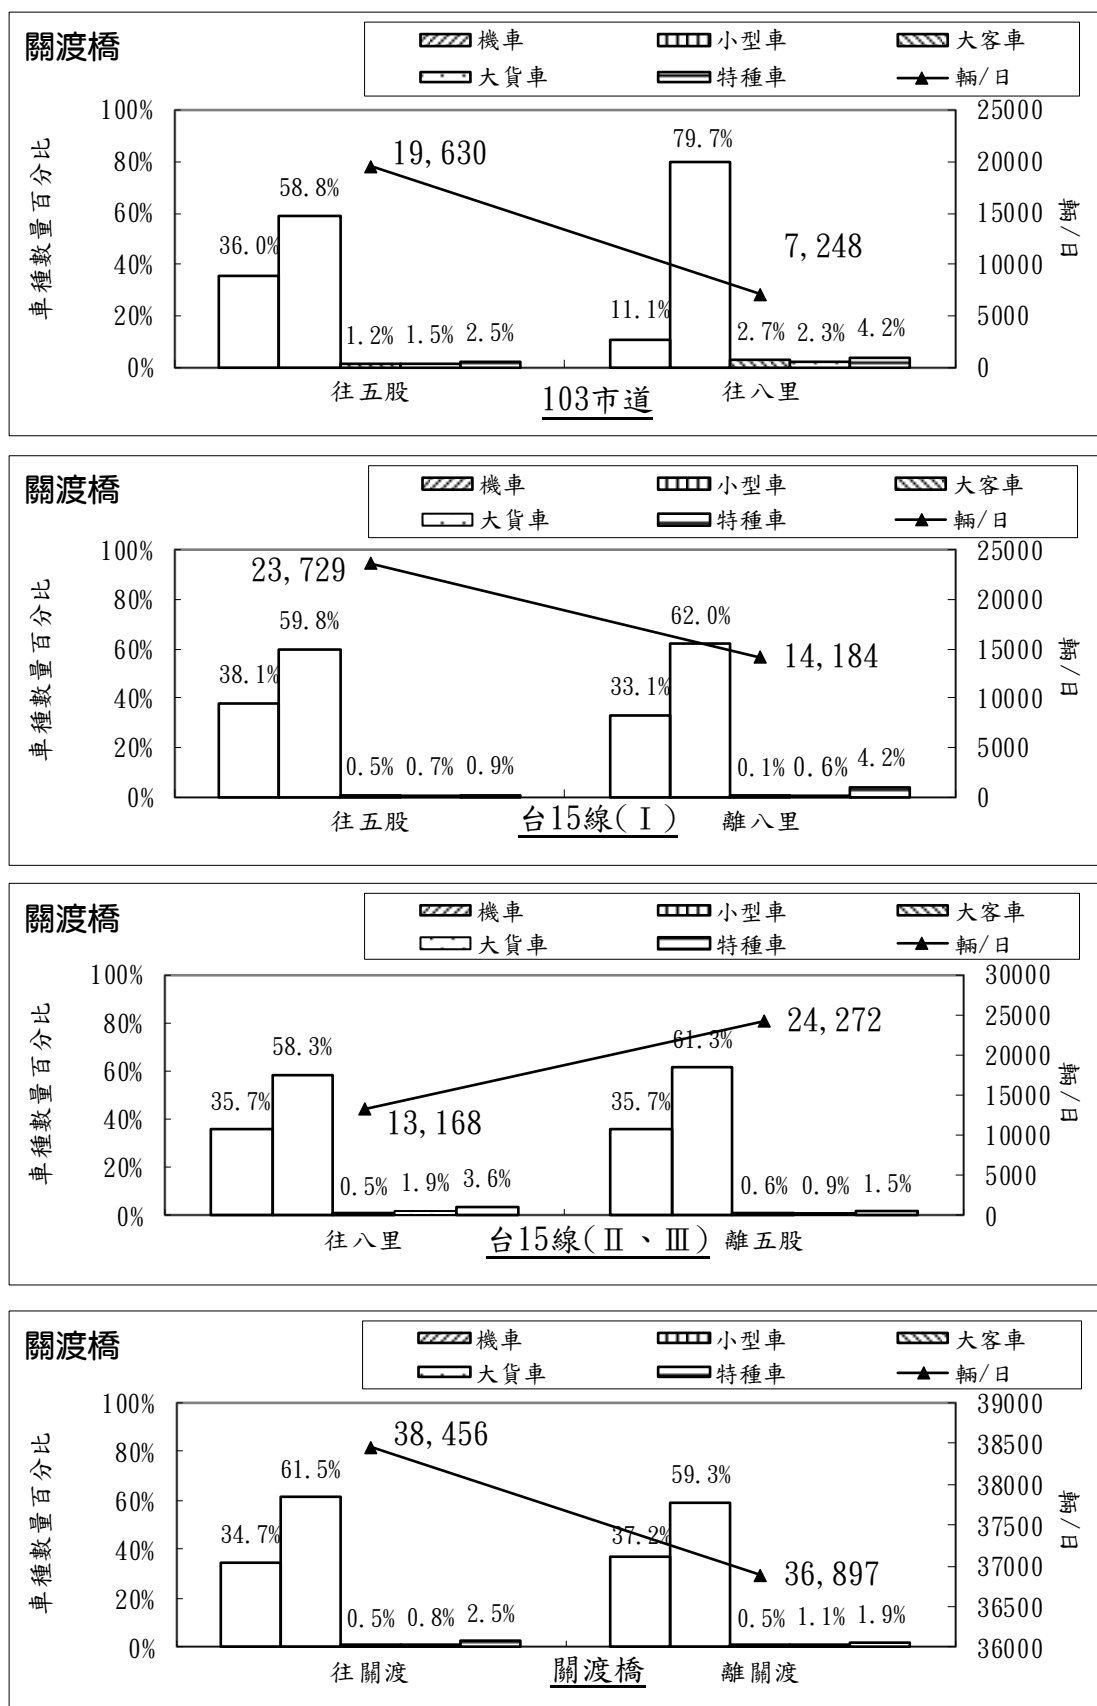 關渡橋
機車 小型車 大客車
大貨車 特種車 輛/日
車種數量百分比
輛/日
100% 25000
80% 20000
60% 15000
40% 10000
20% 5000
0% 0
19,630 79.7%
58.8%
36.0% 7,248
11.1%
1.2% 1.5% 2.5% 2.7% 2.3% 4.2%
往五股 103市道 往八里
關渡橋
機車 小型車 大客車
大貨車 特種車 輛/日
車種數量百分比
輛/日
100% 25000
80% 20000
60% 15000
40% 10000
20% 5000
0% 0
23,729
59.8% 62.0%
38.1% 33.1% 14,184
0.5% 0.7% 0.9% 0.1% 0.6% 4.2%
往五股 台15線(Ⅰ) 離八里
關渡橋
機車 小型車 大客車
大貨車 特種車 輛/日
車種數量百分比
輛/日
100% 30000
25000
80% 20000
60% 15000
40% 10000
20% 5000
0% 0
24,272
58.3% 61.3%
35.7% 13,168 35.7%
0.5% 1.9% 3.6% 0.6% 0.9% 1.5%
往八里 台15線(Ⅱ、Ⅲ) 離五股
關渡橋
機車 小型車 大客車
大貨車 特種車 輛/日
車種數量百分比
輛/日
100% 39000
80% 38500
38000
60% 37500
40% 37000
20% 36500
0% 36000
38,456
61.5% 59.3%
34.7% 37.2% 36,897
0.5% 0.8% 2.5% 0.5% 1.1% 1.9%
往關渡 關渡橋 離關渡